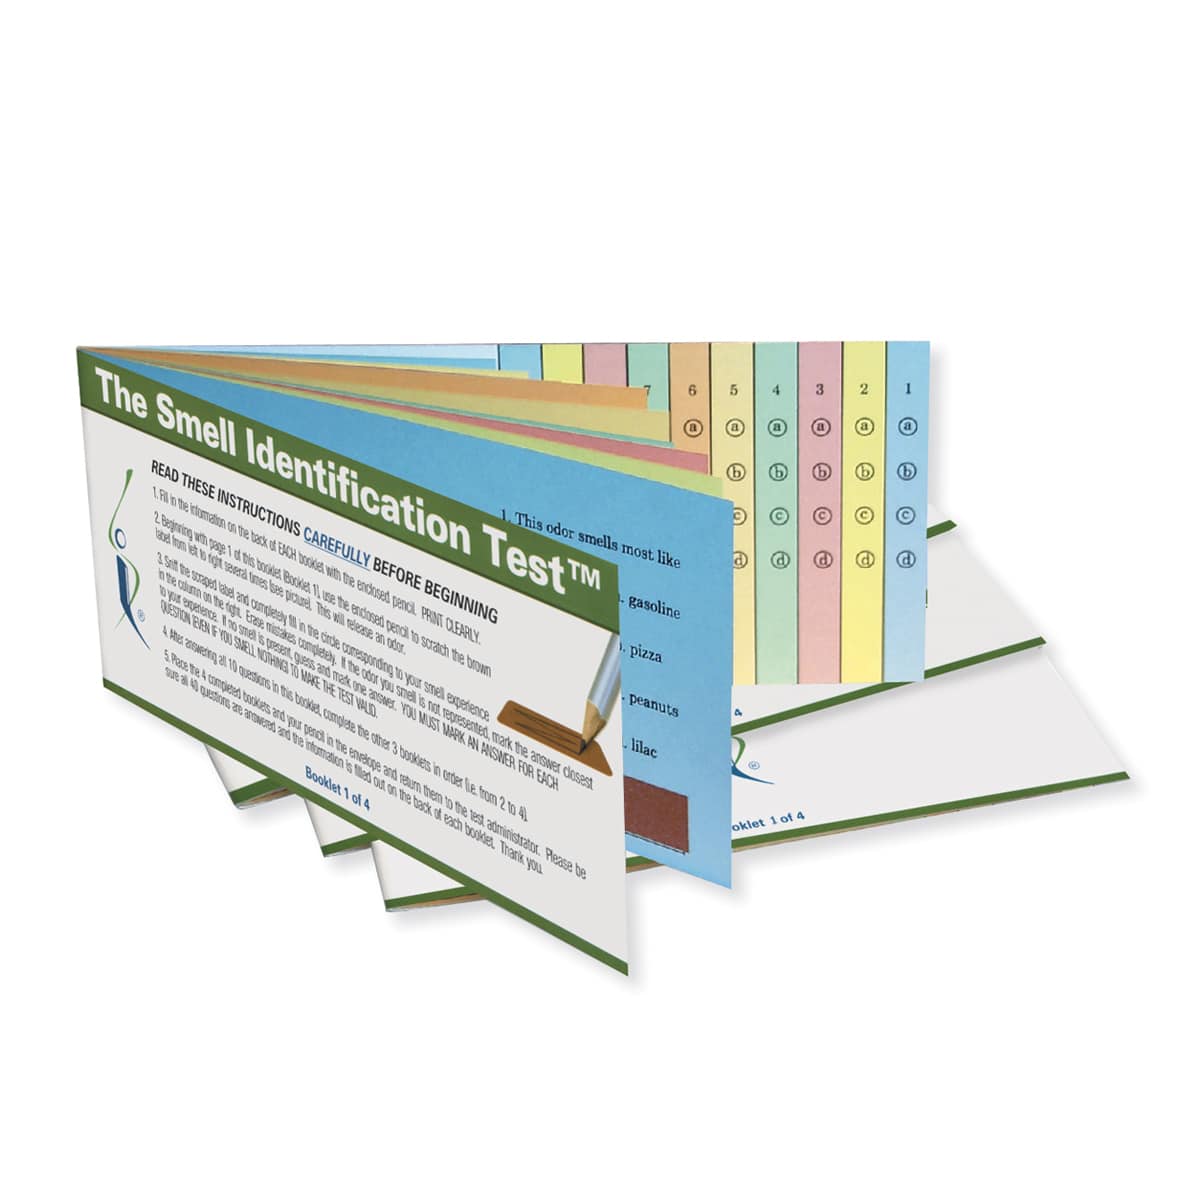 The Smell Identification Test™
READ THESE INSTRUCTIONS CAREFULLY BEFORE BEGINNING
1. Fill in the information on the back of EACH booklet with the enclosed pencil. PRINT CLEARLY.
2. Beginning with page 1 of this booklet (Booklet 1), use the enclosed pencil to scratch the brown
label from left to right several times (see picture). This will release an odor.
3. Sniff the scraped label and completely fill in the circle corresponding to your smell experience
in the column on the right. Erase mistakes completely. If the odor you smell is not represented, mark the answer closest
to your experience. If no smell is present, guess and mark one answer. YOU MUST MARK AN ANSWER FOR EACH
QUESTION (EVEN IF YOU SMELL NOTHING) TO MAKE THE TEST VALID.
4. After answering all 10 questions in this booklet, complete the other 3 booklets in order (i.e. from 2 to 4).
5. Place the 4 completed booklets and your pencil in the envelope and return them to the test administrator. Please be
sure all 40 questions are answered and the information is filled out on the back of each booklet. Thank you.
Booklet 1 of 4
®
1. This odor smells most like
. gasoline
. pizza
. peanuts
. lilac
7 6 5 4 3 2 1
a a a a a a
b b b b b
c c c c c
d d d d d
4
®
oklet 1 of 4